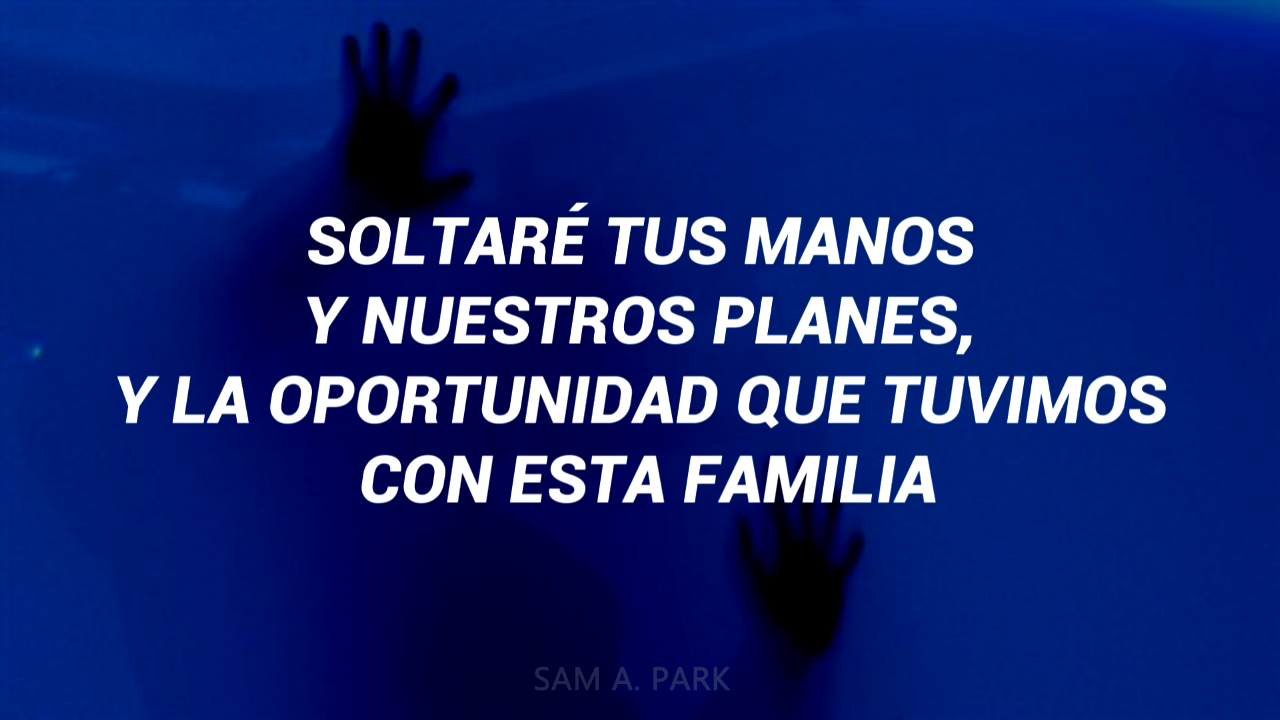 SOLTARÉ TUS MANOS
Y NUESTROS PLANES,
Y LA OPORTUNIDAD QUE TUVIMOS
CON ESTA FAMILIA
SAM A. PARK